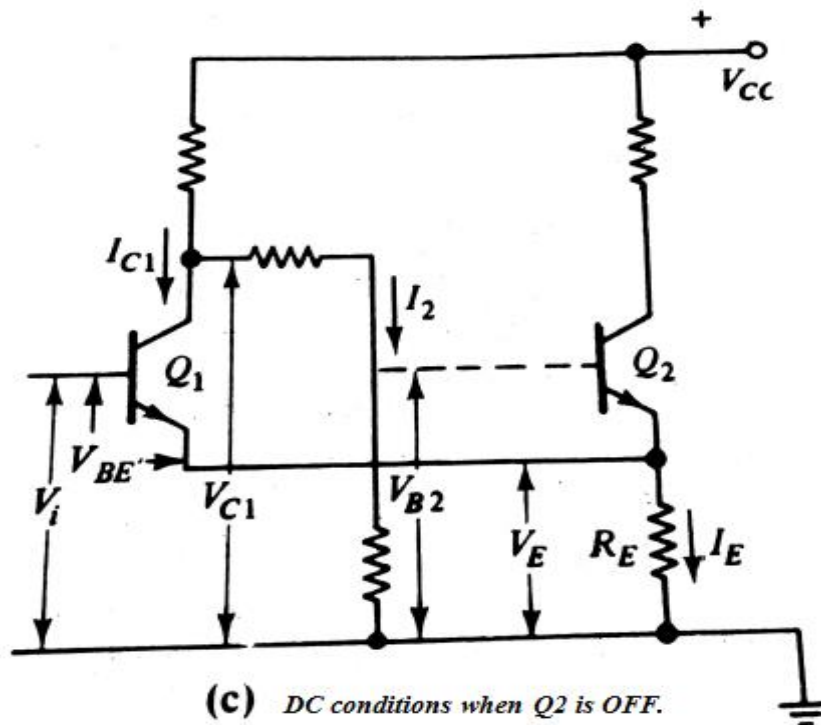 +
V_CC
I_C1
I_2
Q_1
Q_2
V_BE
V_i
V_C1
V_B2
V_E
R_E
I_E
(c) DC conditions when Q2 is OFF.